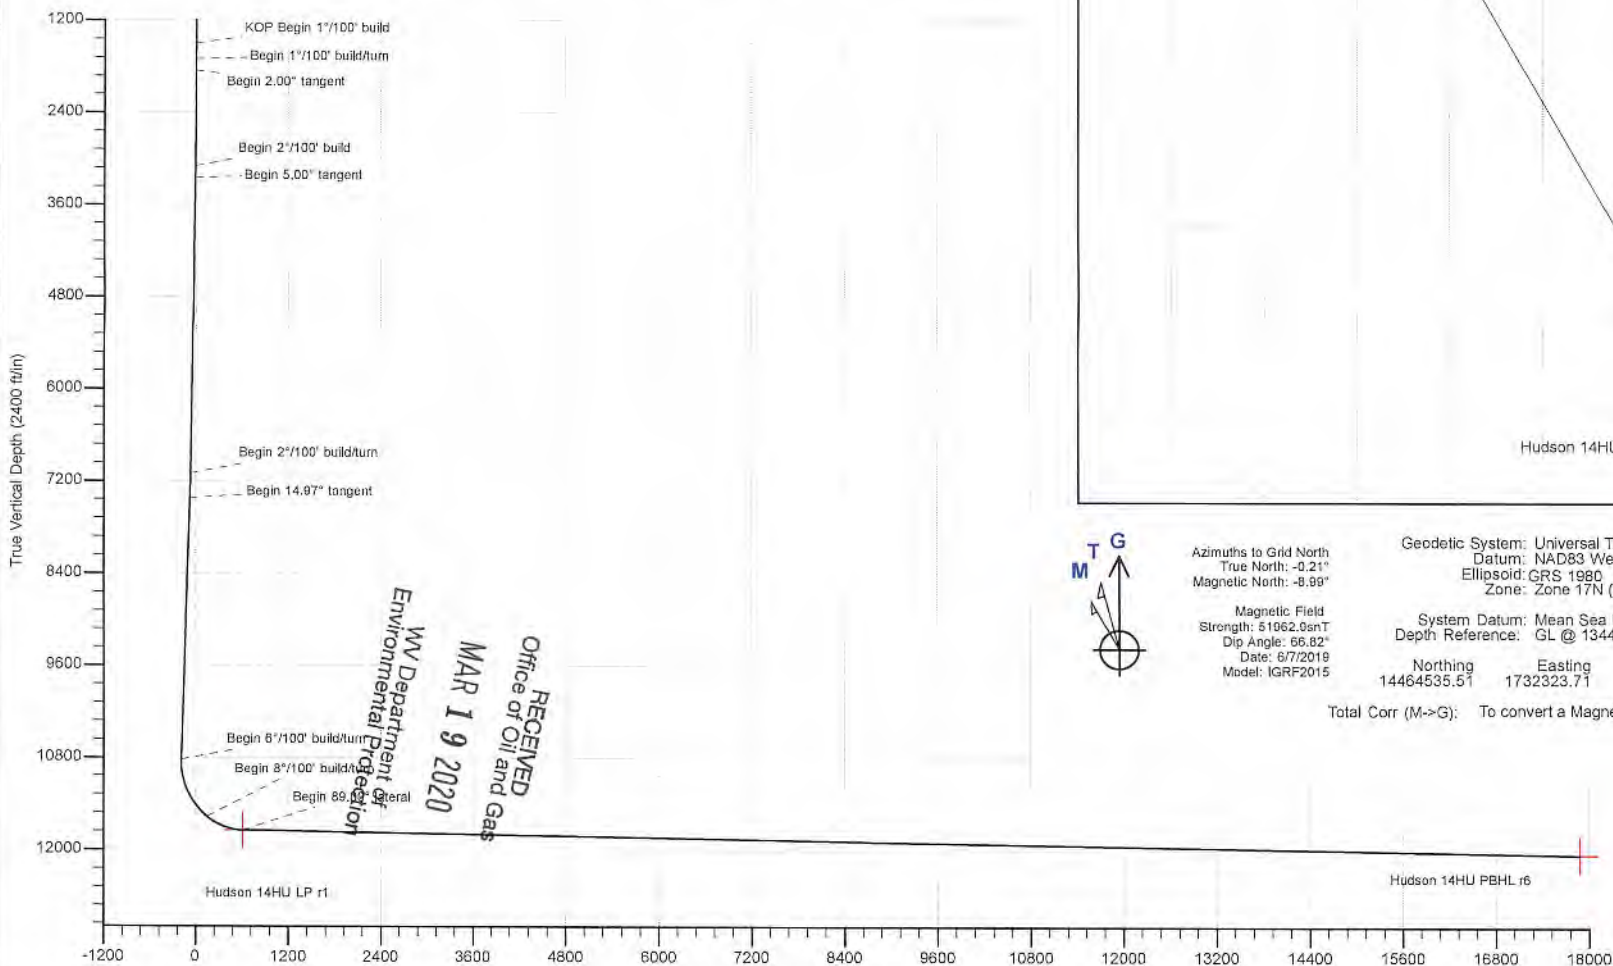 1200
2400
3600
4800
6000
7200
8400
9600
10800
12000
True Vertical Depth (2400 ft/in)
KOP Begin 1°/100' build
Begin 1°/100' build/turn
Begin 2.00° tangent
Begin 2°/100' build
Begin 5.00° tangent
Begin 2°/100' build/turn
Begin 14.97° tangent
Begin 6°/100' build/turn
Begin 8°/100' build/turn
Begin lateral
RECEIVED
Office of Oil and Gas
MAR 19 2020
WV Department of
Environmental Protection
Hudson 14HU LP r1
Hudson 14HU PBHL r6
-1200 0 1200 2400 3600 4800 6000 7200 8400 9600 10800 12000 13200 14400 15600 16800 18000
Hudson 14HU
T G
M
Azimuths to Grid North
True North: -0.21°
Magnetic North: -8.99°
Magnetic Field
Strength: 51962.9snT
Dip Angle: 66.82°
Date: 6/7/2019
Model: IGRF2015
Geodetic System: Universal T
Datum: NAD83 We
Ellipsoid: GRS 1980
Zone: Zone 17N (
System Datum: Mean Sea
Depth Reference: GL @ 1344
Northing Easting
14464535.51 1732323.71
Total Corr (M->G): To convert a Magne